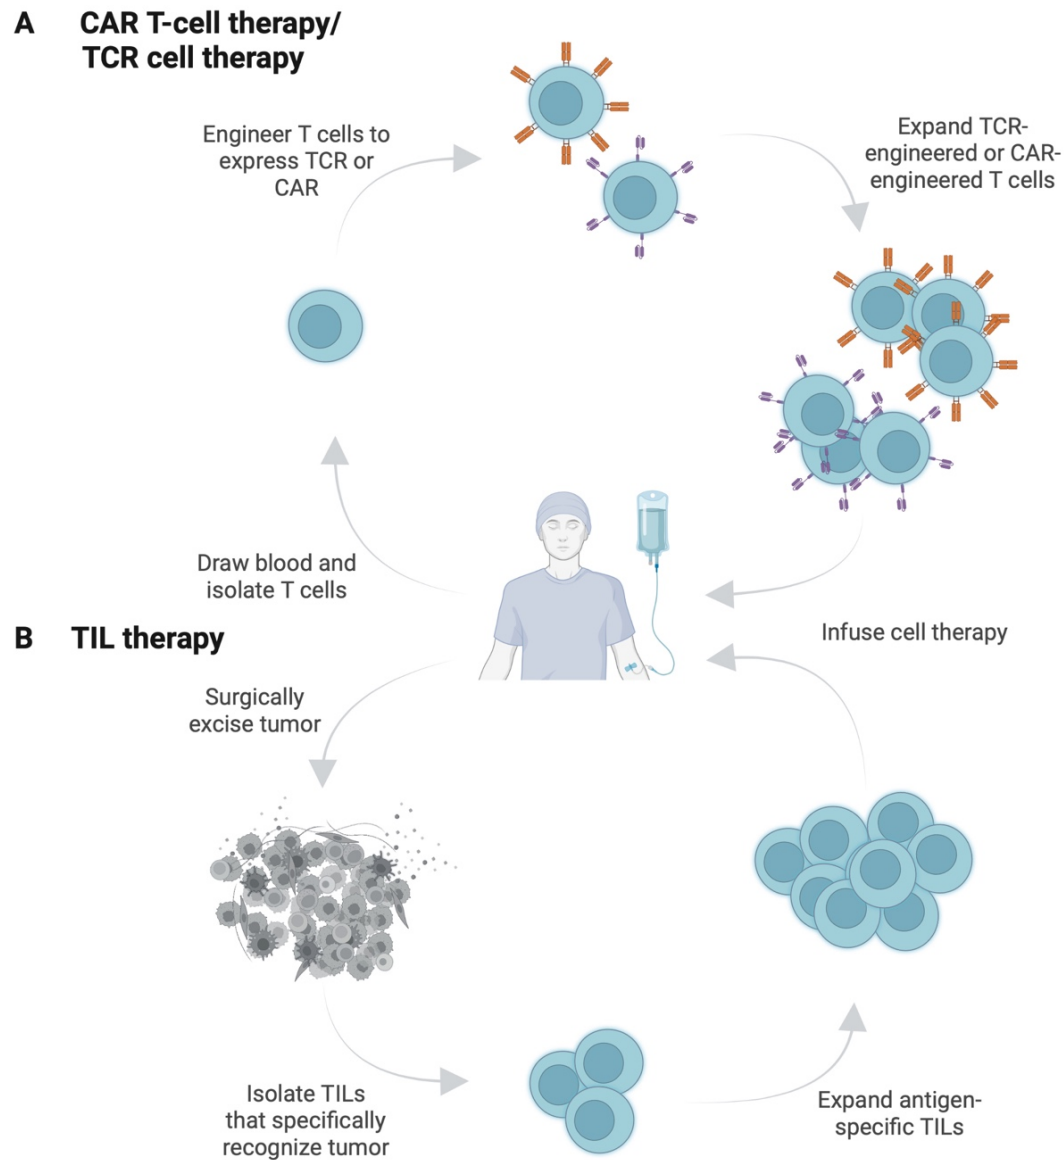 A CAR T-cell therapy/
TCR cell therapy
Engineer T cells to
express TCR or
CAR
Expand TCR-
engineered or CAR-
engineered T cells
Draw blood and
isolate T cells
Infuse cell therapy
B TIL therapy
Surgically
excise tumor
Isolate TILs
that specifically
recognize tumor
Expand antigen-
specific TILs